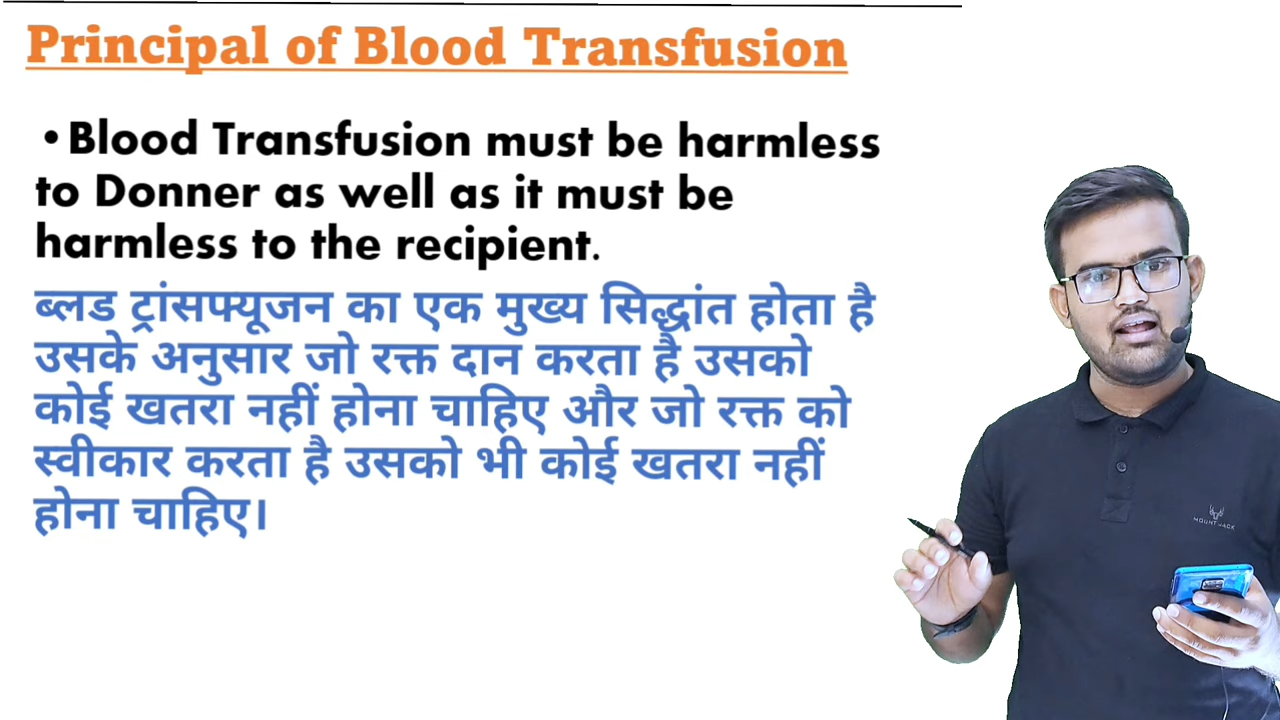 Principal of Blood Transfusion
•Blood Transfusion must be harmless
to Donner as well as it must be
harmless to the recipient.
ब्लड ट्रांसफ्यूजन का एक मुख्य सिद्धांत होता है
उसके अनुसार जो रक्त दान करता है उसको
कोई खतरा नहीं होना चाहिए और जो रक्त को
स्वीकार करता है उसको भी कोई खतरा नहीं
होना चाहिए।
MOUNT JACK